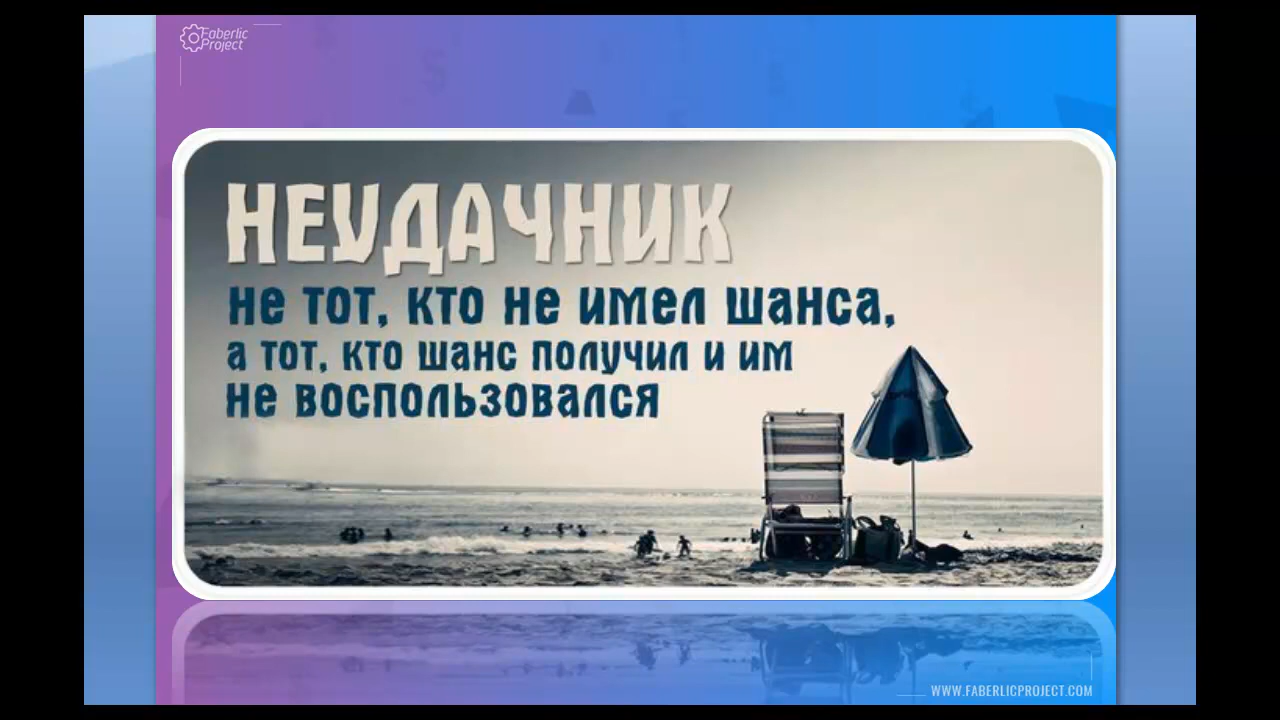 Faberlic
Project
НЕУДАЧНИК
не тот, кто не имел шанса,
а тот, кто шанс получил и им
не воспользовался
WWW.FABERLICPROJECT.COM